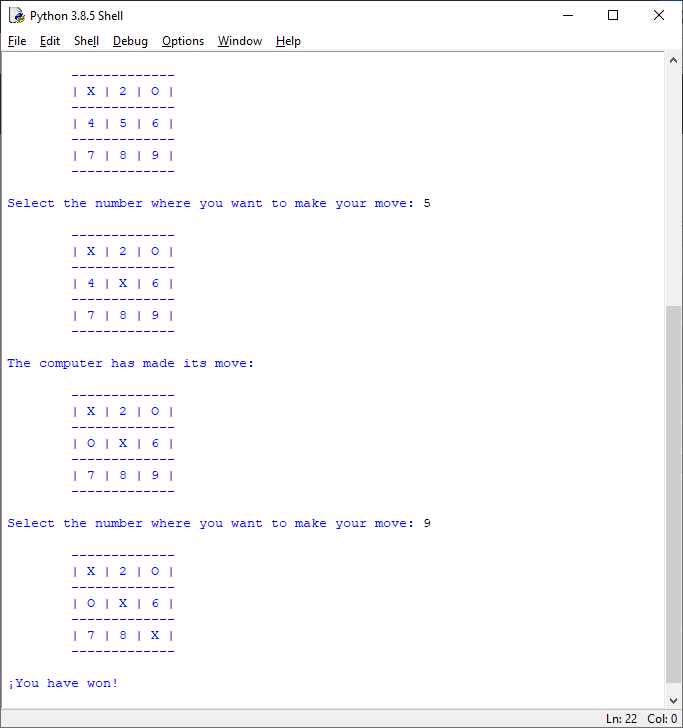 Python 3.8.5 Shell
File Edit Shell Debug Options Window Help
-------------
| X | 2 | O |
-------------
| 4 | 5 | 6 |
-------------
| 7 | 8 | 9 |
-------------
Select the number where you want to make your move: 5
-------------
| X | 2 | O |
-------------
| 4 | X | 6 |
-------------
| 7 | 8 | 9 |
-------------
The computer has made its move:
-------------
| X | 2 | O |
-------------
| O | X | 6 |
-------------
| 7 | 8 | 9 |
-------------
Select the number where you want to make your move: 9
-------------
| X | 2 | O |
-------------
| O | X | 6 |
-------------
| 7 | 8 | X |
-------------
¡You have won!
Ln: 22 Col: 0